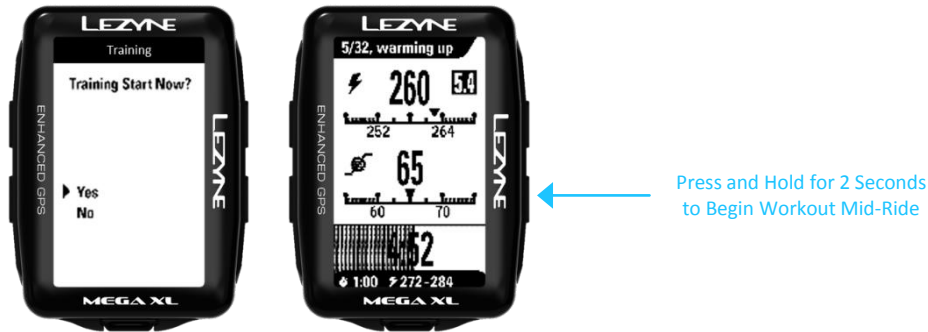 LEZYNE
Training
Training Start Now?
Yes
No
ENHANCED GPS
LEZYNE
MEGA XL
LEZYNE
5/32, warming up
260 5.4
252 264
65
60 70
4:52
1:00 272-284
ENHANCED GPS
LEZYNE
MEGA XL
Press and Hold for 2 Seconds
to Begin Workout Mid-Ride